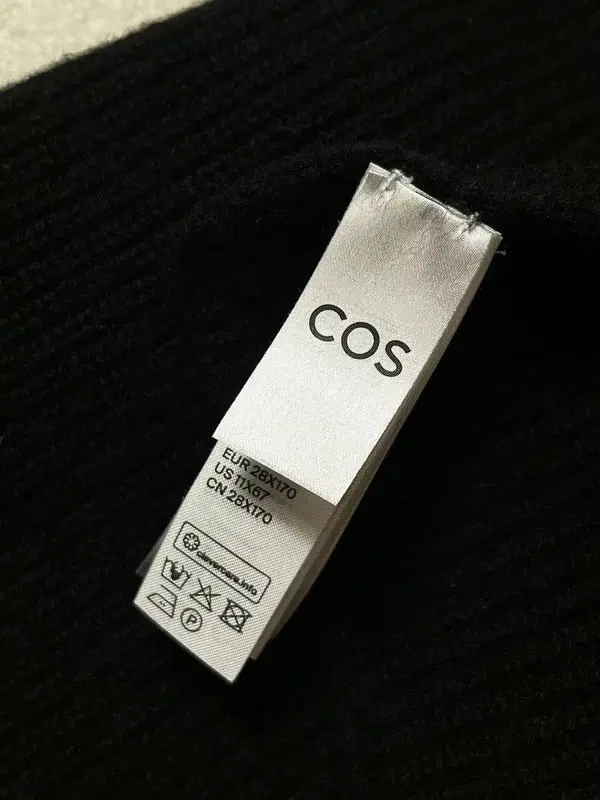 COS
EUR 28X170
US 11X67
CN 28X170
clevercare.info
P